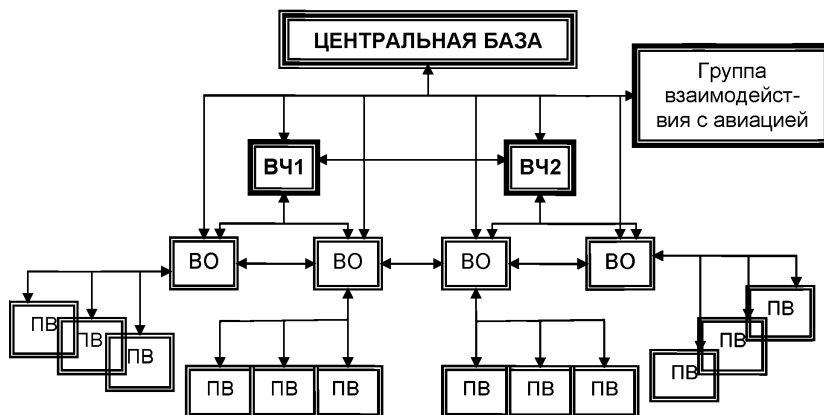 ЦЕНТРАЛЬНАЯ БАЗА
Группа
взаимодейст-
вия с авиацией
ВЧ1
ВЧ2
ВО
ВО
ВО
ВО
ПВ
ПВ
ПВ
ПВ
ПВ
ПВ
ПВ
ПВ
ПВ
ПВ
ПВ
ПВ